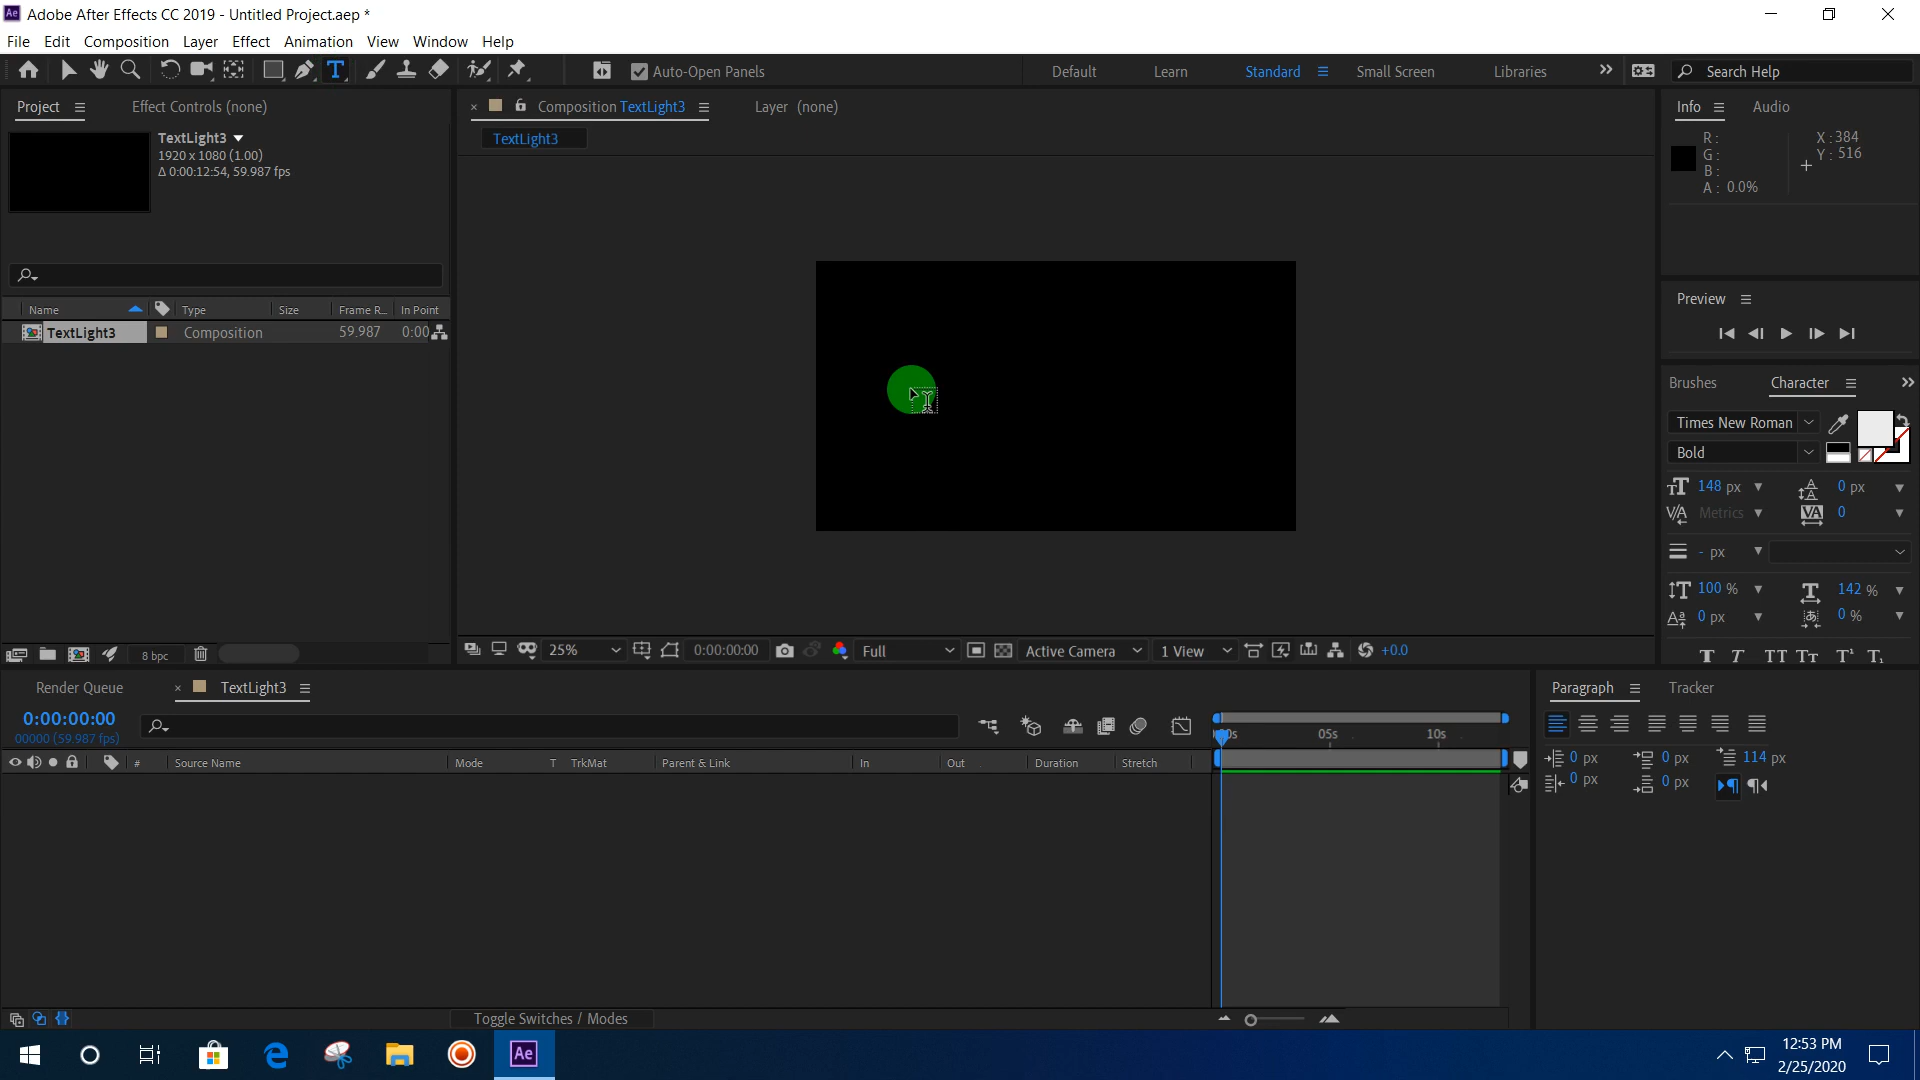 Adobe After Effects CC 2019 - Untitled Project.aep *
File Edit Composition Layer Effect Animation View Window Help
Auto-Open Panels
Default Learn Standard Small Screen Libraries
Search Help
Project Effect Controls (none)
Composition TextLight3 Layer (none)
Info Audio
TextLight3
1920 x 1080 (1.00)
Δ 0:00:12:54, 59.987 fps
TextLight3
R :
G :
B :
A : 0.0%
X : 384
Y : 516
Name Type Size Frame R... In Point
TextLight3 Composition 59.987 0:00
Preview
Brushes Character
Times New Roman
Bold
148 px 0 px
Metrics 0
- px
100 % 142 %
0 px 0 %
8 bpc
25% 0:00:00:00 Full Active Camera 1 View +0.0
Render Queue TextLight3
Paragraph Tracker
0:00:00:00
00000 (59.987 fps)
05s 10s
# Source Name Mode T TrkMat Parent & Link In Out Duration Stretch
0 px 0 px 114 px
0 px 0 px
Toggle Switches / Modes
Ae
12:53 PM
2/25/2020